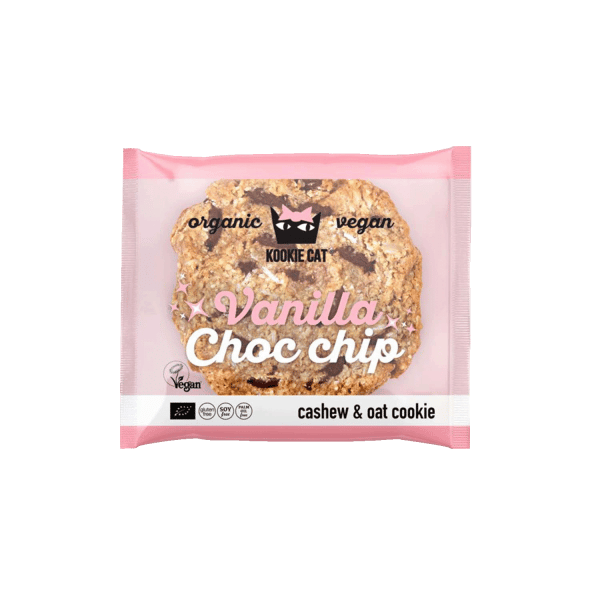 organic vegan
KOOKIE CAT
Vanilla
Choc chip
Vegan
gluten free SOY free PALM OIL free
cashew & oat cookie